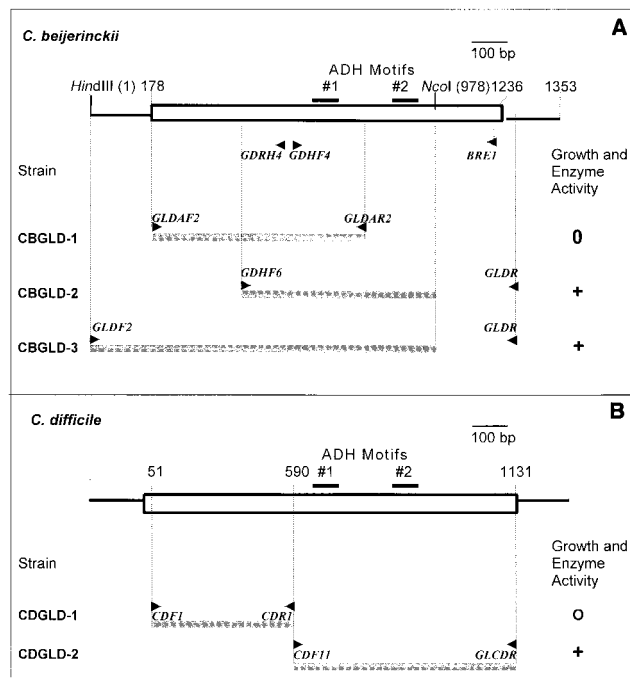 C. beijerinckii
A
100 bp
ADH Motifs
HindIII (1) 178 #1 #2 NcoI (978) 1236 1353
GDRH4 GDHF4 BRE1
Strain
Growth and Enzyme Activity
GLDAF2 GLDAR2
CBGLD-1 0
GDHF6 GLDR
CBGLD-2 +
GLDF2 GLDR
CBGLD-3 +
C. difficile
B
100 bp
ADH Motifs
51 590 #1 #2 1131
Strain
Growth and Enzyme Activity
CDGLD-1 CDF1 CDR1 O
CDGLD-2 CDF11 GLCDR +